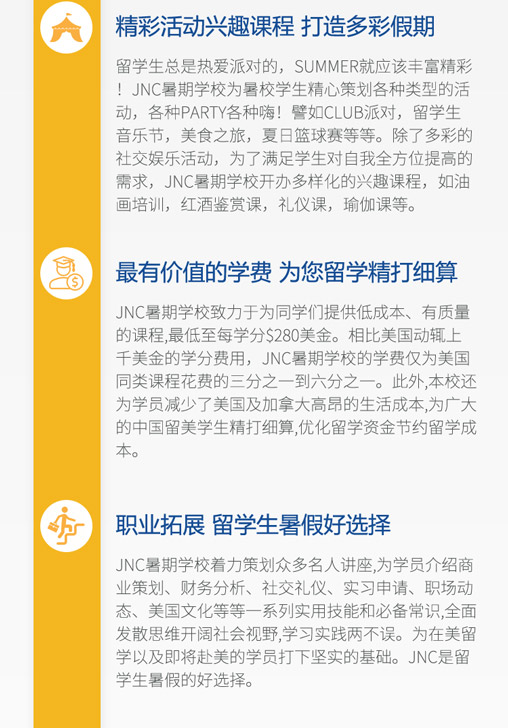 精彩活动兴趣课程 打造多彩假期
留学生总是热爱派对的，SUMMER就应该丰富精彩
！JNC暑期学校为暑校学生精心策划各种类型的活
动，各种PARTY各种嗨！譬如CLUB派对，留学生
音乐节，美食之旅，夏日篮球赛等等。除了多彩的
社交娱乐活动，为了满足学生对自我全方位提高的
需求，JNC暑期学校开办多样化的兴趣课程，如油
画培训，红酒鉴赏课，礼仪课，瑜伽课等。
最有价值的学费 为您留学精打细算
JNC暑期学校致力于为同学们提供低成本、有质量
的课程,最低至每学分$280美金。相比美国动辄上
千美金的学分费用，JNC暑期学校的学费仅为美国
同类课程花费的三分之一到六分之一。此外,本校还
为学员减少了美国及加拿大高昂的生活成本,为广大
的中国留美学生精打细算,优化留学资金节约留学成
本。
职业拓展 留学生暑假好选择
JNC暑期学校着力策划众多名人讲座,为学员介绍商
业策划、财务分析、社交礼仪、实习申请、职场动
态、美国文化等等一系列实用技能和必备常识,全面
发散思维开阔社会视野,学习实践两不误。为在美留
学以及即将赴美的学员打下坚实的基础。JNC是留
学生暑假的好选择。